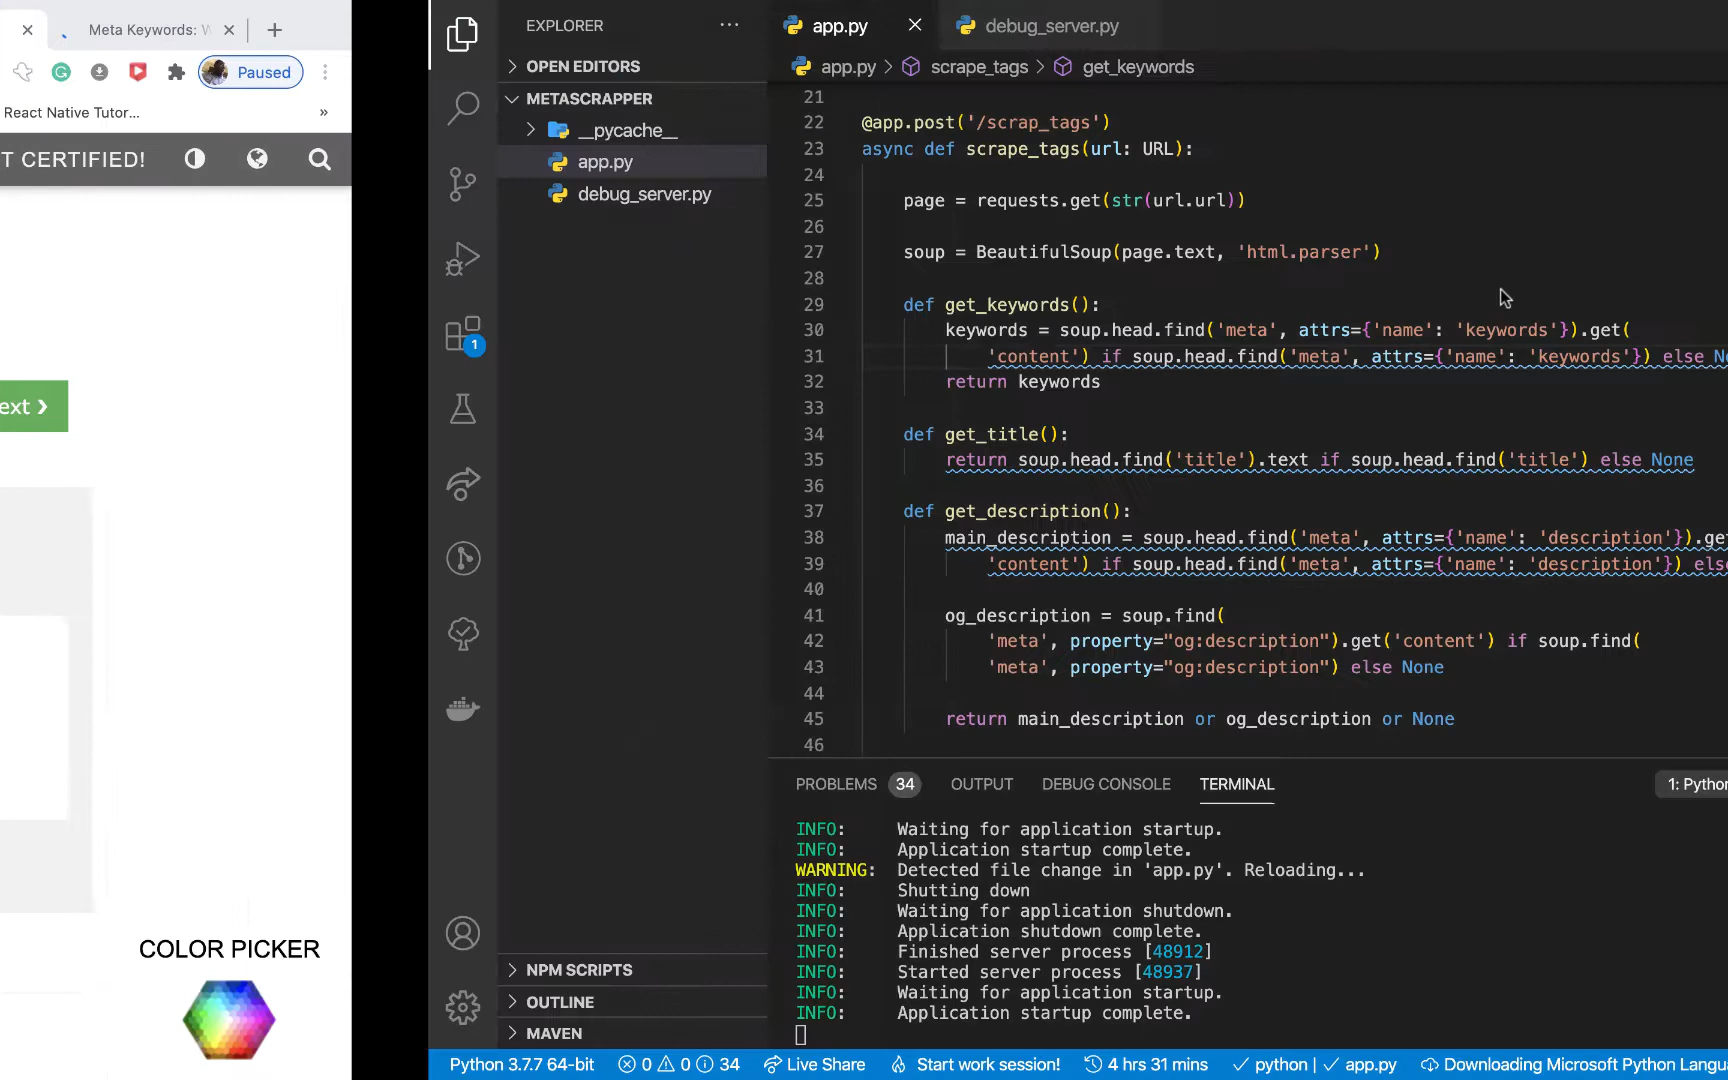 Meta Keywords: W
Paused
React Native Tutor...
»
T CERTIFIED!
ext ❯
COLOR PICKER
EXPLORER
OPEN EDITORS
METASCRAPPER
__pycache__
app.py
debug_server.py
NPM SCRIPTS
OUTLINE
MAVEN
1
app.py
debug_server.py
app.py > scrape_tags > get_keywords
21
22 @app.post('/scrap_tags')
23 async def scrape_tags(url: URL):
24
25 page = requests.get(str(url.url))
26
27 soup = BeautifulSoup(page.text, 'html.parser')
28
29 def get_keywords():
30 keywords = soup.head.find('meta', attrs={'name': 'keywords'}).get(
31 'content') if soup.head.find('meta', attrs={'name': 'keywords'}) else No
32 return keywords
33
34 def get_title():
35 return soup.head.find('title').text if soup.head.find('title') else None
36
37 def get_description():
38 main_description = soup.head.find('meta', attrs={'name': 'description'}).get
39 'content') if soup.head.find('meta', attrs={'name': 'description'}) else
40
41 og_description = soup.find(
42 'meta', property="og:description").get('content') if soup.find(
43 'meta', property="og:description") else None
44
45 return main_description or og_description or None
46
PROBLEMS 34 OUTPUT DEBUG CONSOLE TERMINAL 1: Python
INFO: Waiting for application startup.
INFO: Application startup complete.
WARNING: Detected file change in 'app.py'. Reloading...
INFO: Shutting down
INFO: Waiting for application shutdown.
INFO: Application shutdown complete.
INFO: Finished server process [48912]
INFO: Started server process [48937]
INFO: Waiting for application startup.
INFO: Application startup complete.
Python 3.7.7 64-bit 0 0 34 Live Share Start work session! 4 hrs 31 mins python | app.py Downloading Microsoft Python Langu